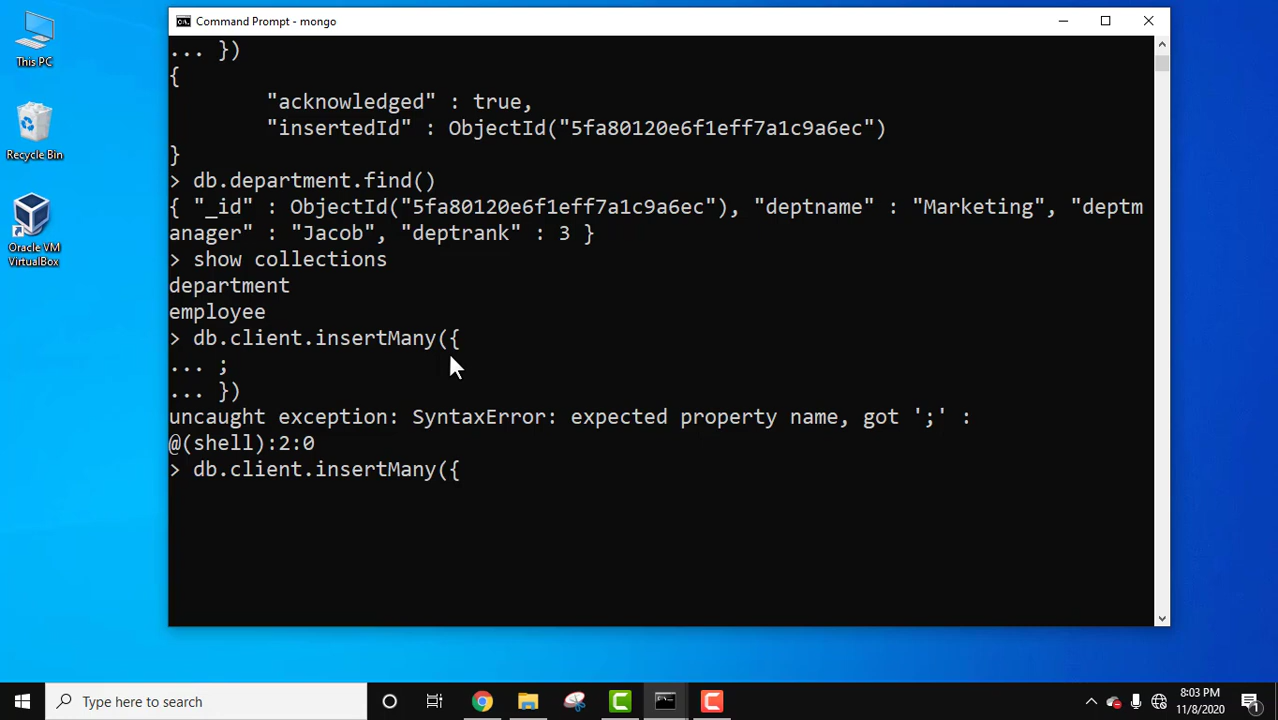 This PC
Recycle Bin
Oracle VM
VirtualBox
Command Prompt - mongo
... })
{
"acknowledged" : true,
"insertedId" : ObjectId("5fa80120e6f1eff7a1c9a6ec")
}
> db.department.find()
{ "_id" : ObjectId("5fa80120e6f1eff7a1c9a6ec"), "deptname" : "Marketing", "deptm
anager" : "Jacob", "deptrank" : 3 }
> show collections
department
employee
> db.client.insertMany({
... ;
... })
uncaught exception: SyntaxError: expected property name, got ';' :
@(shell):2:0
> db.client.insertMany({
Type here to search
8:03 PM
11/8/2020
1